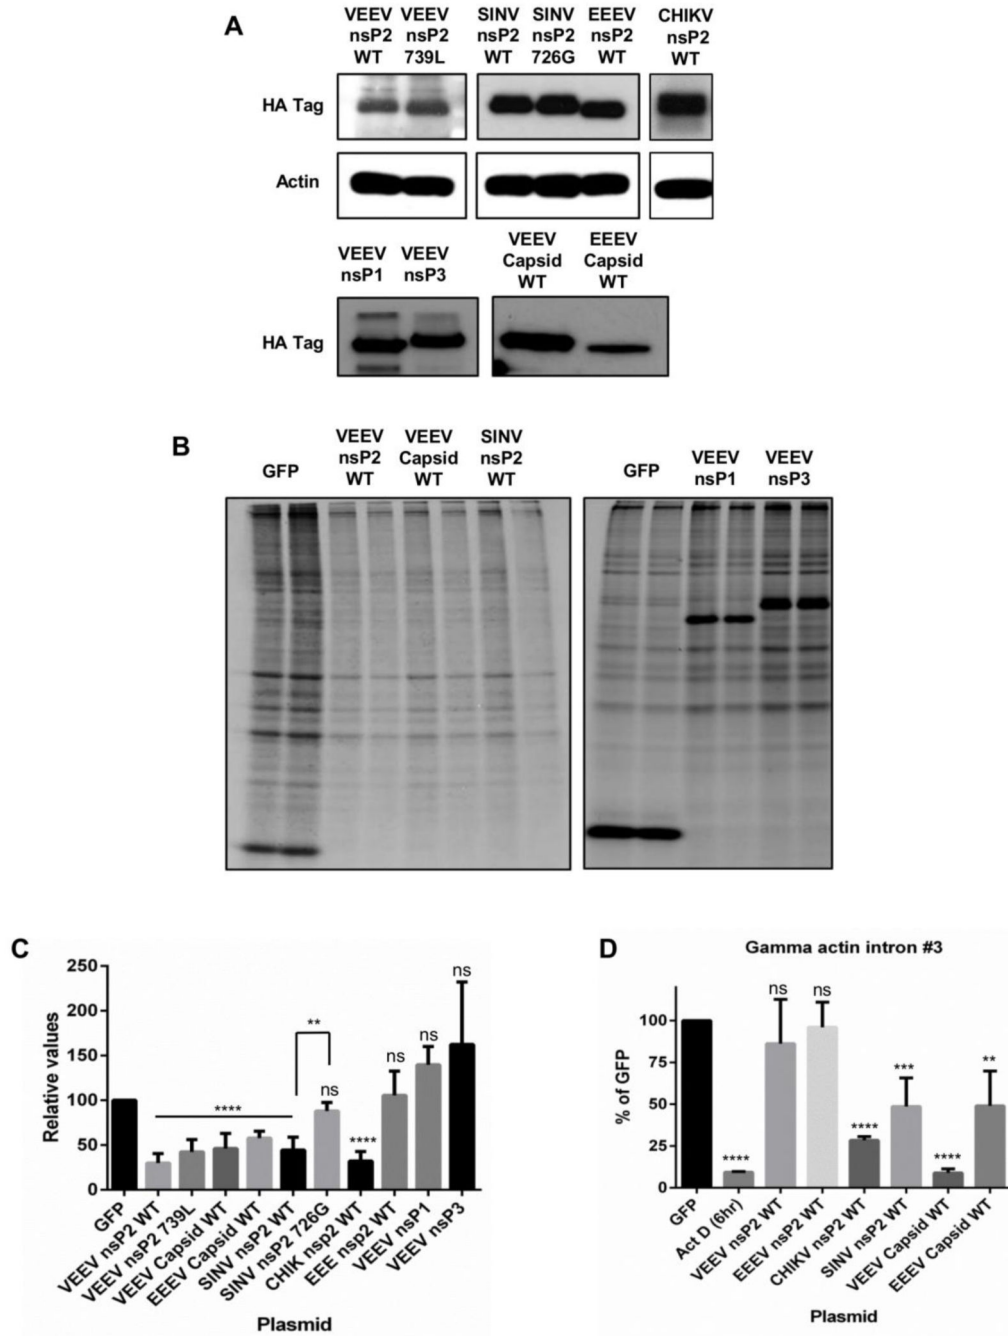 A
VEEV nsP2 WT
VEEV nsP2 739L
SINV nsP2 WT
SINV nsP2 726G
EEEV nsP2 WT
CHIKV nsP2 WT
HA Tag
Actin
VEEV nsP1
VEEV nsP3
VEEV Capsid WT
EEEV Capsid WT
HA Tag
B
GFP
VEEV nsP2 WT
VEEV Capsid WT
SINV nsP2 WT
GFP
VEEV nsP1
VEEV nsP3
C
Relative values
250
200
150
100
50
0
****
**
ns
****
ns
ns
ns
GFP
VEEV nsP2 WT
VEEV nsP2 739L
VEEV Capsid WT
EEEV Capsid WT
SINV nsP2 WT
SINV nsP2 726G
CHIK nsP2 WT
EEE nsP2 WT
VEEV nsP1
VEEV nsP3
Plasmid
D
Gamma actin intron #3
% of GFP
100
75
50
25
0
****
ns
ns
****
***
****
**
GFP
Act D (6hr)
VEEV nsP2 WT
EEEV nsP2 WT
CHIKV nsP2 WT
SINV nsP2 WT
VEEV Capsid WT
EEEV Capsid WT
Plasmid